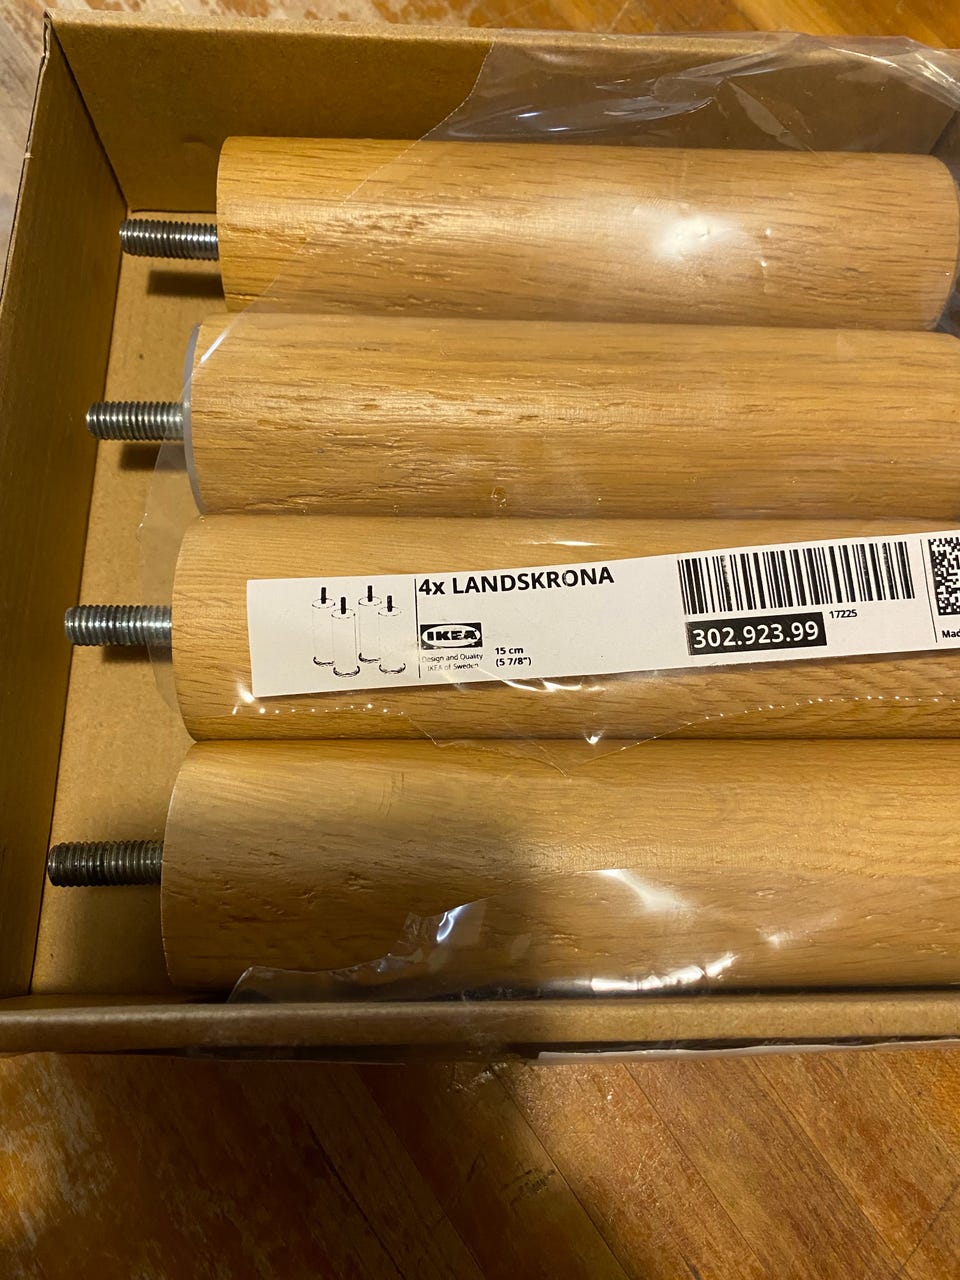 4x LANDSKRONA
IKEA
Design and Quality
IKEA of Sweden
15 cm
(5 7/8")
17225
302.923.99
Mad